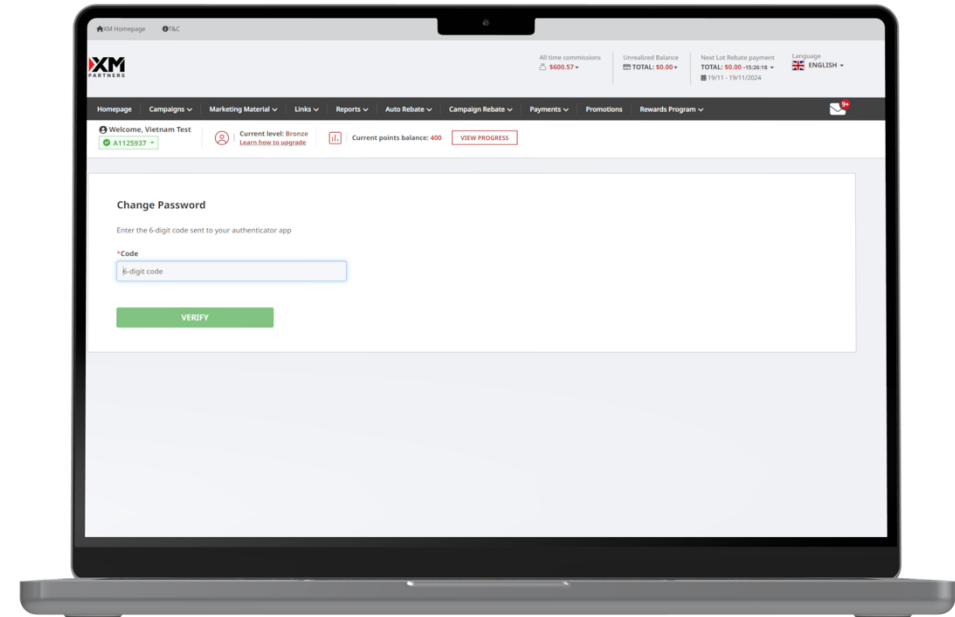 XM Homepage T&C
XM
PARTNERS
All time commissions
$600.57
Unrealized Balance
TOTAL: $0.00
Next Lot Rebate payment
TOTAL: $0.00 -15:26:18
19/11 - 19/11/2024
Language
ENGLISH
Homepage Campaigns Marketing Material Links Reports Auto Rebate Campaign Rebate Payments Promotions Rewards Program
9+
Welcome, Vietnam Test
A1125937
Current level: Bronze
Learn how to upgrade
Current points balance: 400
VIEW PROGRESS
Change Password
Enter the 6-digit code sent to your authenticator app
*Code
6-digit code
VERIFY